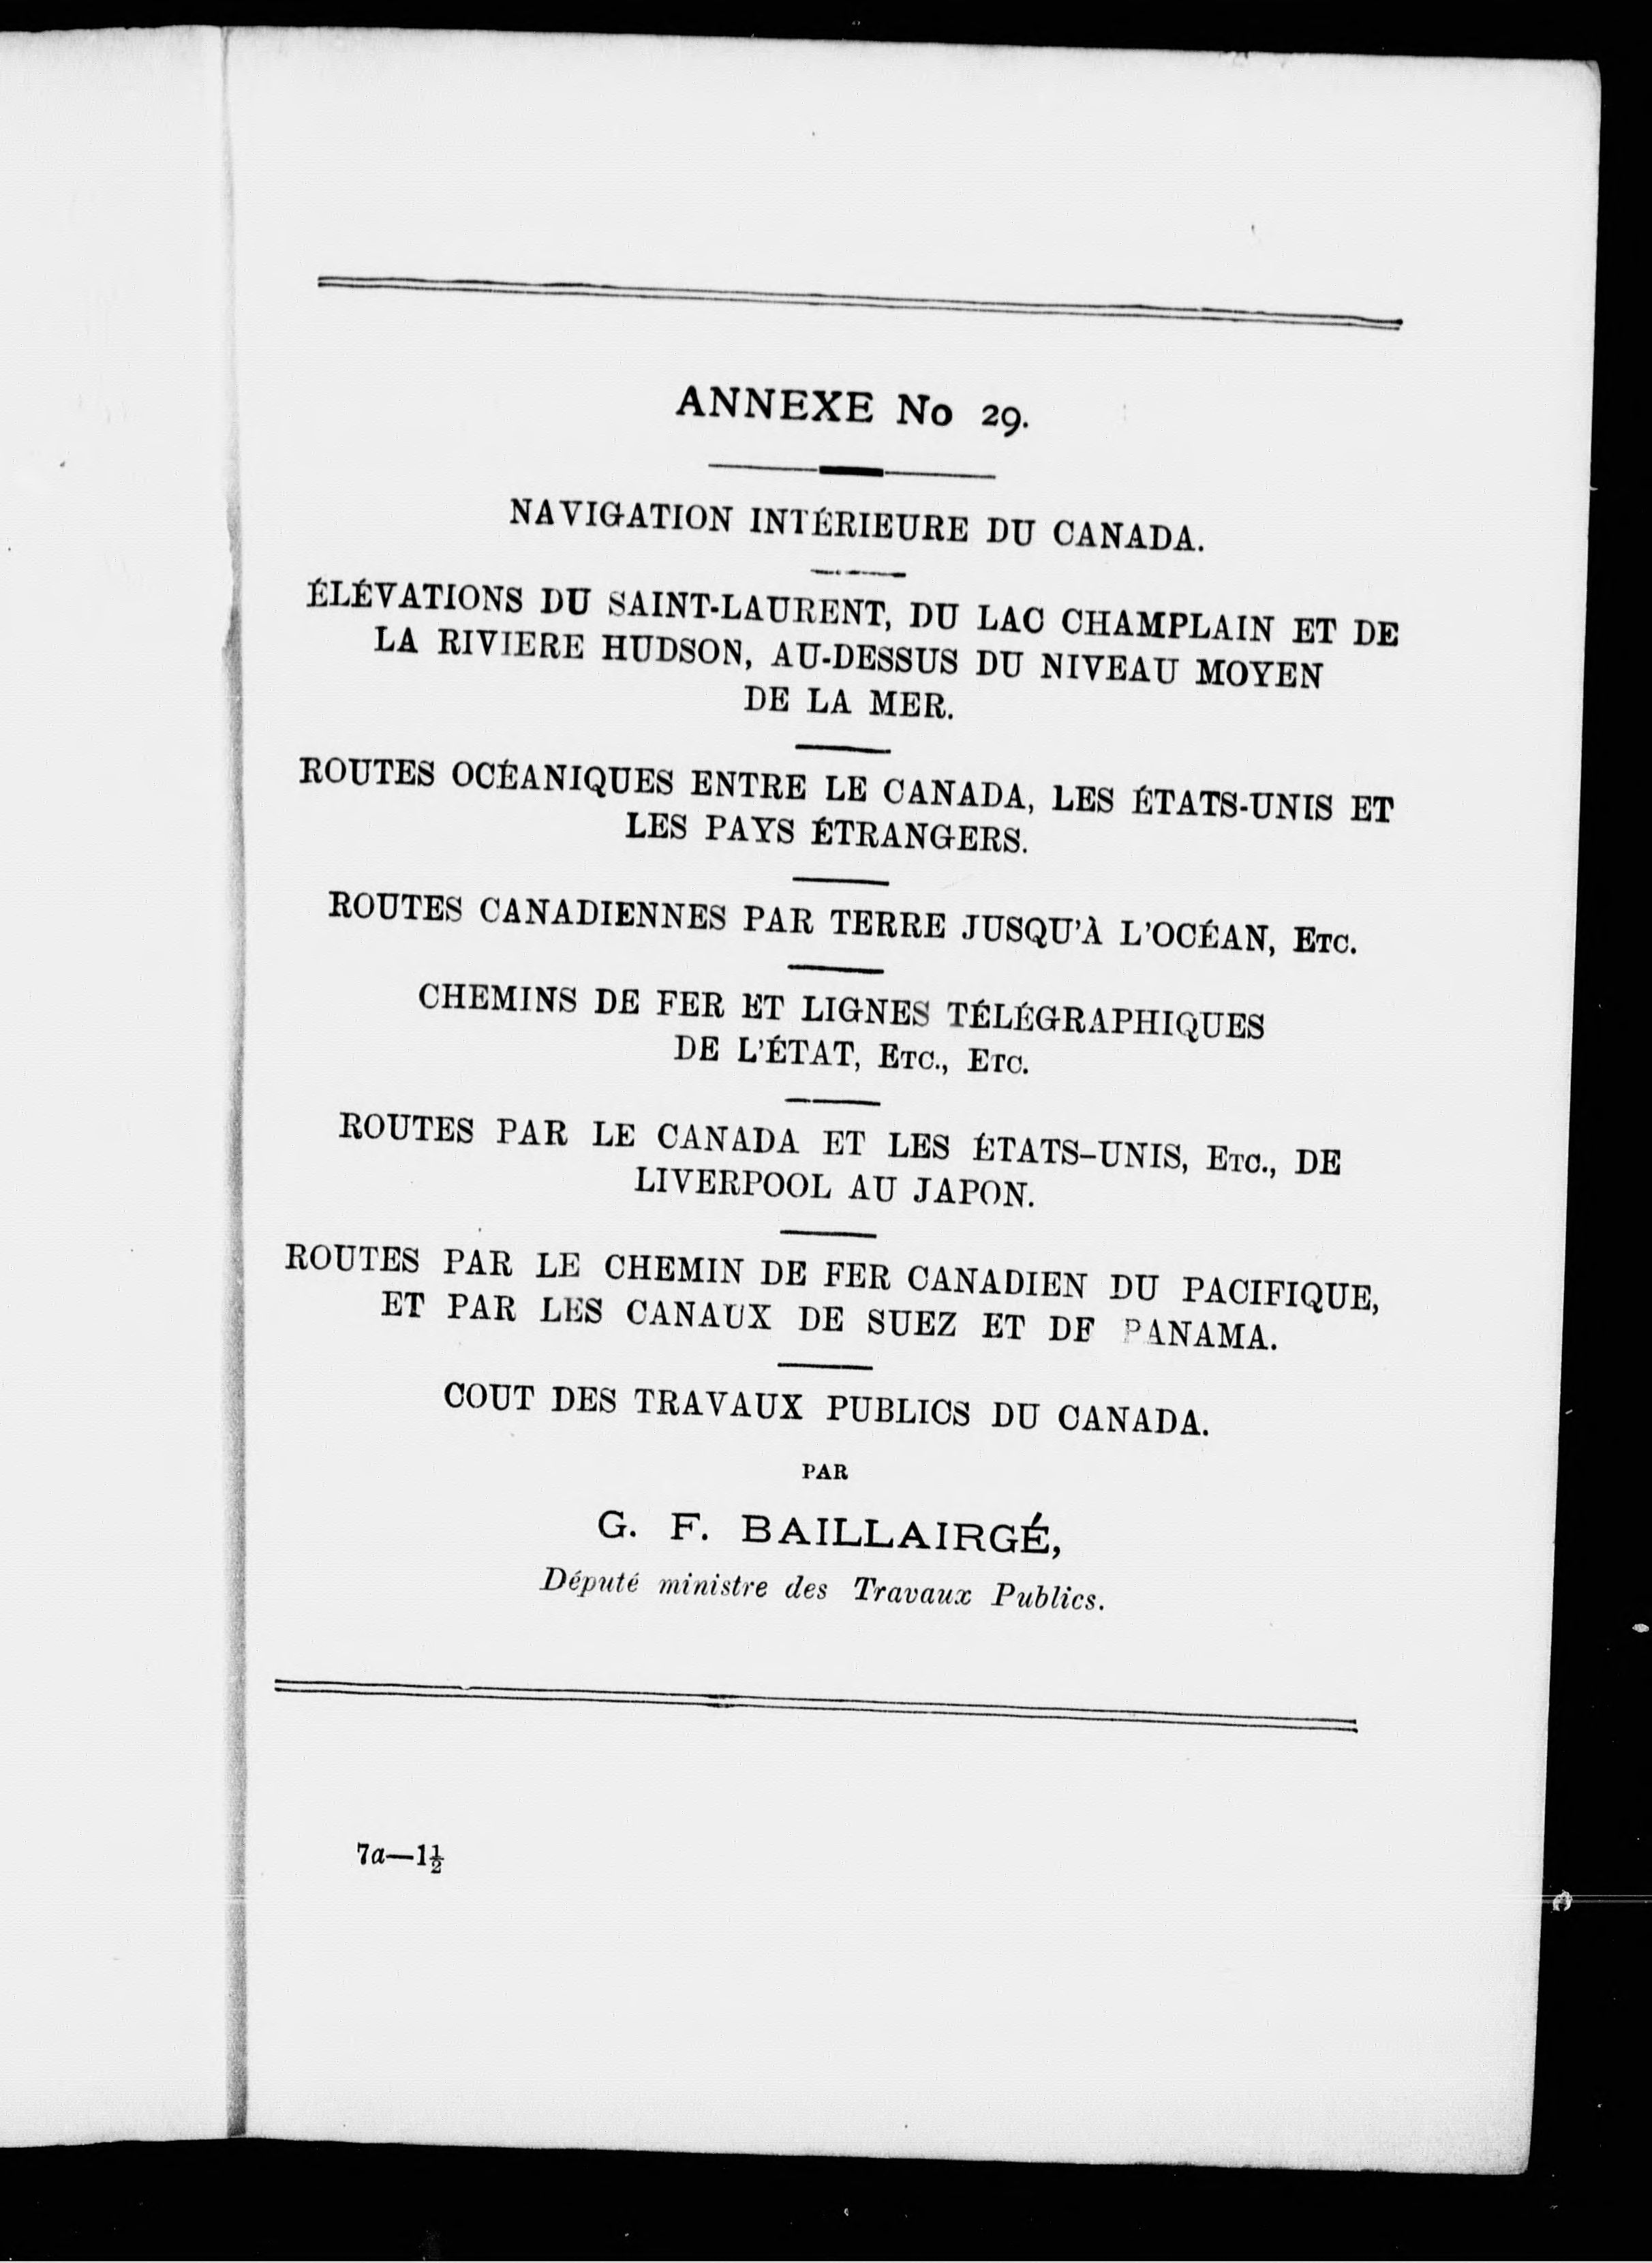 ANNEXE No 29.
NAVIGATION INTÉRIEURE DU CANADA.
ÉLÉVATIONS DU SAINT-LAURENT, DU LAC CHAMPLAIN ET DE
LA RIVIERE HUDSON, AU-DESSUS DU NIVEAU MOYEN
DE LA MER.
ROUTES OCÉANIQUES ENTRE LE CANADA, LES ÉTATS-UNIS ET
LES PAYS ÉTRANGERS.
ROUTES CANADIENNES PAR TERRE JUSQU'À L'OCÉAN, ETC.
CHEMINS DE FER ET LIGNES TÉLÉGRAPHIQUES
DE L'ÉTAT, ETC., ETC.
ROUTES PAR LE CANADA ET LES ÉTATS-UNIS, ETC., DE
LIVERPOOL AU JAPON.
ROUTES PAR LE CHEMIN DE FER CANADIEN DU PACIFIQUE,
ET PAR LES CANAUX DE SUEZ ET DE PANAMA.
COUT DES TRAVAUX PUBLICS DU CANADA.
PAR
G. F. BAILLAIRGÉ,
Député ministre des Travaux Publics.
7a—1½